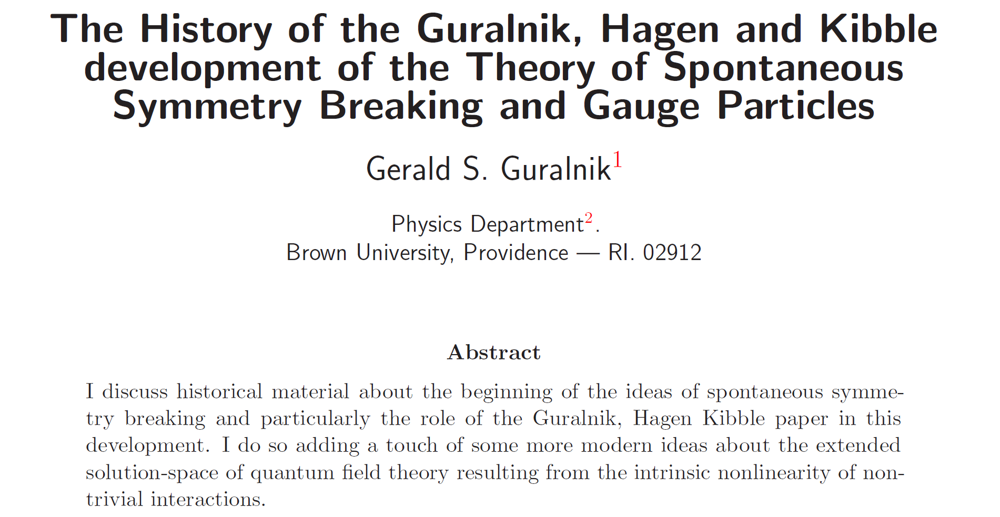 The History of the Guralnik, Hagen and Kibble
development of the Theory of Spontaneous
Symmetry Breaking and Gauge Particles
Gerald S. Guralnik1
Physics Department2.
Brown University, Providence — RI. 02912
Abstract
I discuss historical material about the beginning of the ideas of spontaneous symme-
try breaking and particularly the role of the Guralnik, Hagen Kibble paper in this
development. I do so adding a touch of some more modern ideas about the extended
solution-space of quantum field theory resulting from the intrinsic nonlinearity of non-
trivial interactions.